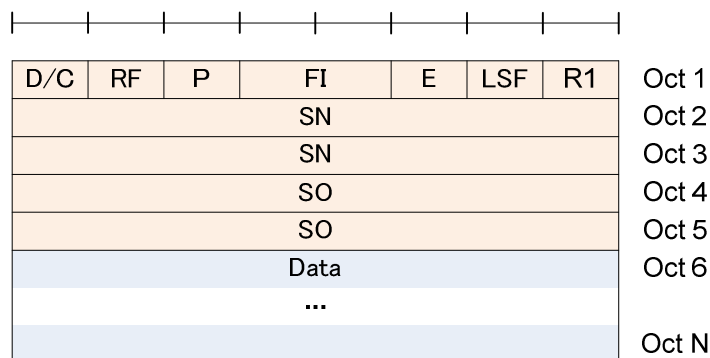 D/C RF P FI E LSF R1 Oct 1
SN Oct 2
SN Oct 3
SO Oct 4
SO Oct 5
Data Oct 6
...
Oct N